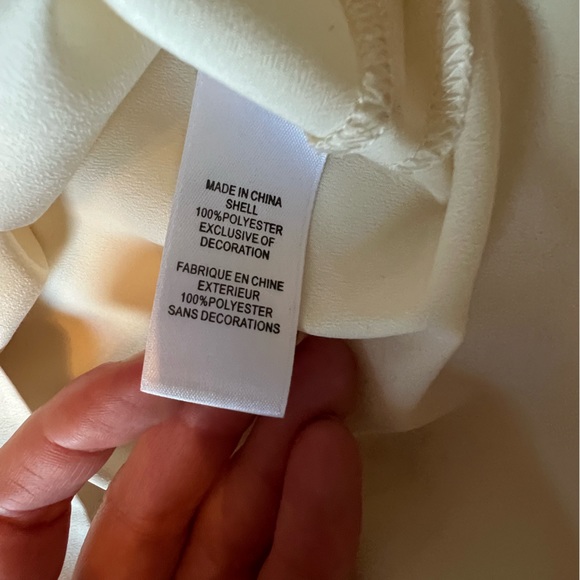 MADE IN CHINA
SHELL
100%POLYESTER
EXCLUSIVE OF
DECORATION
FABRIQUE EN CHINE
EXTERIEUR
100%POLYESTER
SANS DECORATIONS